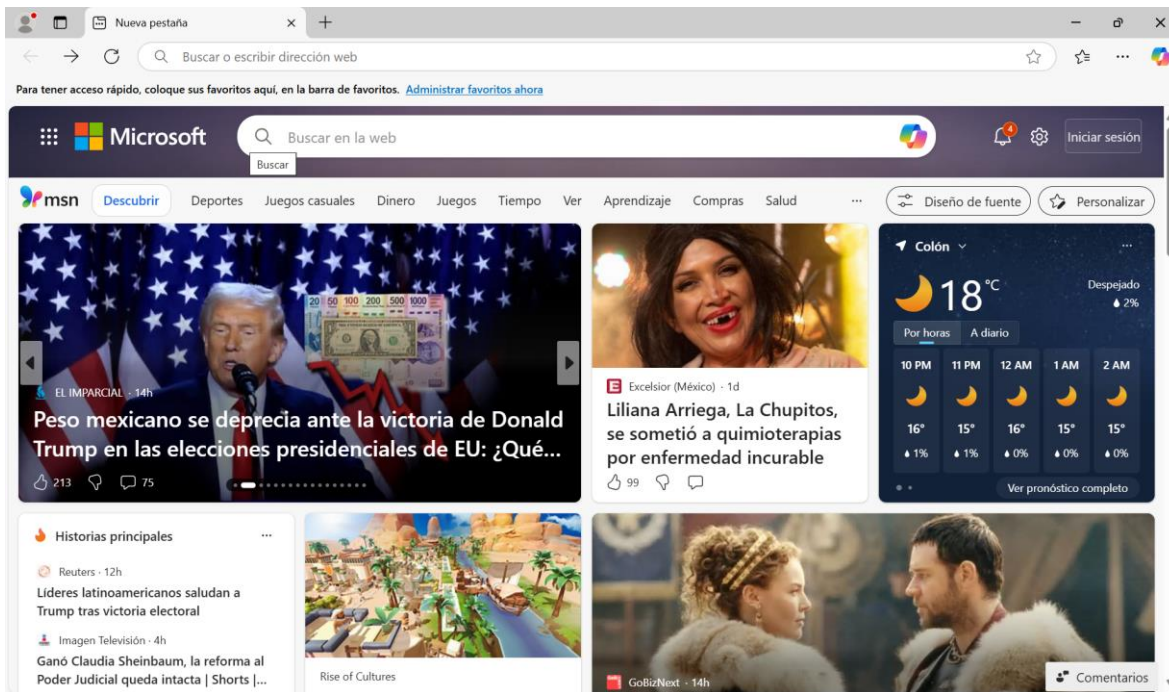 Nueva pestaña
Buscar o escribir dirección web
Para tener acceso rápido, coloque sus favoritos aquí, en la barra de favoritos. Administrar favoritos ahora
Microsoft
Buscar en la web
4
Iniciar sesión
Buscar
msn
Descubrir
Deportes
Juegos casuales
Dinero
Juegos
Tiempo
Ver
Aprendizaje
Compras
Salud
...
Diseño de fuente
Personalizar
20 50 100 200 500 1000
EL IMPARCIAL · 14h
Peso mexicano se deprecia ante la victoria de Donald
Trump en las elecciones presidenciales de EU: ¿Qué...
213
75
E Excelsior (México) · 1d
Liliana Arriega, La Chupitos,
se sometió a quimioterapias
por enfermedad incurable
99
Colón
...
18 °C
Despejado
2%
Por horas
A diario
10 PM 11 PM 12 AM 1 AM 2 AM
16° 15° 16° 15° 15°
1% 1% 0% 0% 0%
Ver pronóstico completo
Historias principales
...
Reuters · 12h
Líderes latinoamericanos saludan a
Trump tras victoria electoral
Imagen Televisión · 4h
Ganó Claudia Sheinbaum, la reforma al
Poder Judicial queda intacta | Shorts |...
Rise of Cultures
GoBizNext · 14h
Comentarios